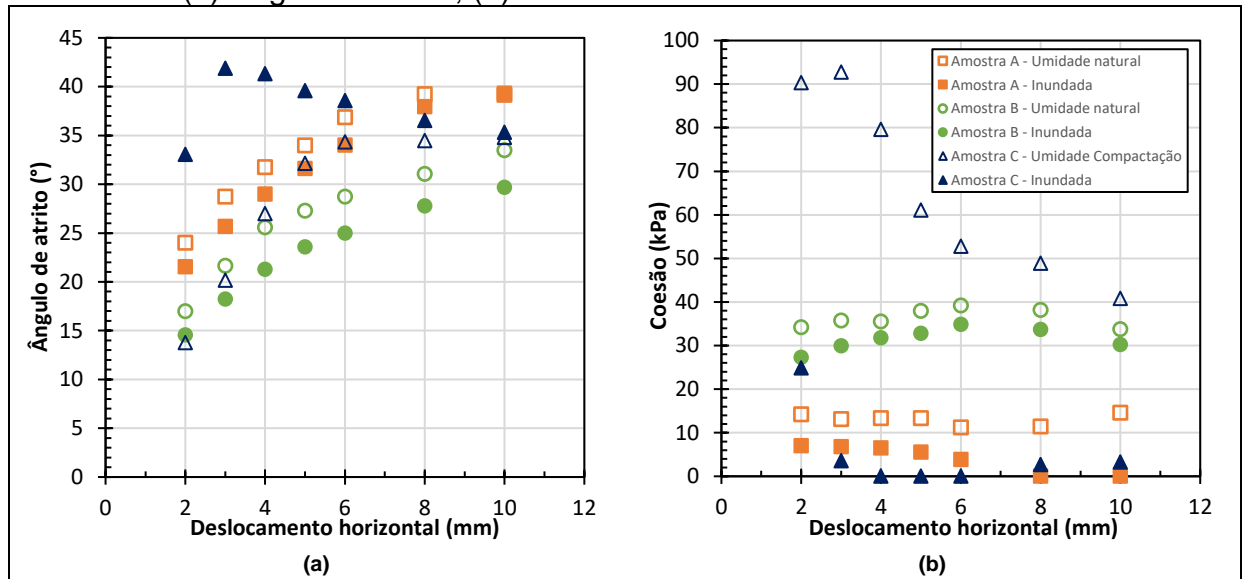 (a) (b)
45
40
35
30
25
20
15
10
5
0
0 2 4 6 8 10 12
Ângulo de atrito (°)
Deslocamento horizontal (mm)
(a)
100
90
80
70
60
50
40
30
20
10
0
0 2 4 6 8 10 12
Coesão (kPa)
Deslocamento horizontal (mm)
(b)
Amostra A - Umidade natural
Amostra A - Inundada
Amostra B - Umidade natural
Amostra B - Inundada
Amostra C - Umidade Compactação
Amostra C - Inundada